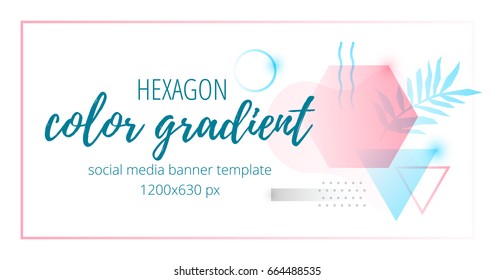 HEXAGON
color gradient
social media banner template
1200x630 px
shutterstock.com · 664488535